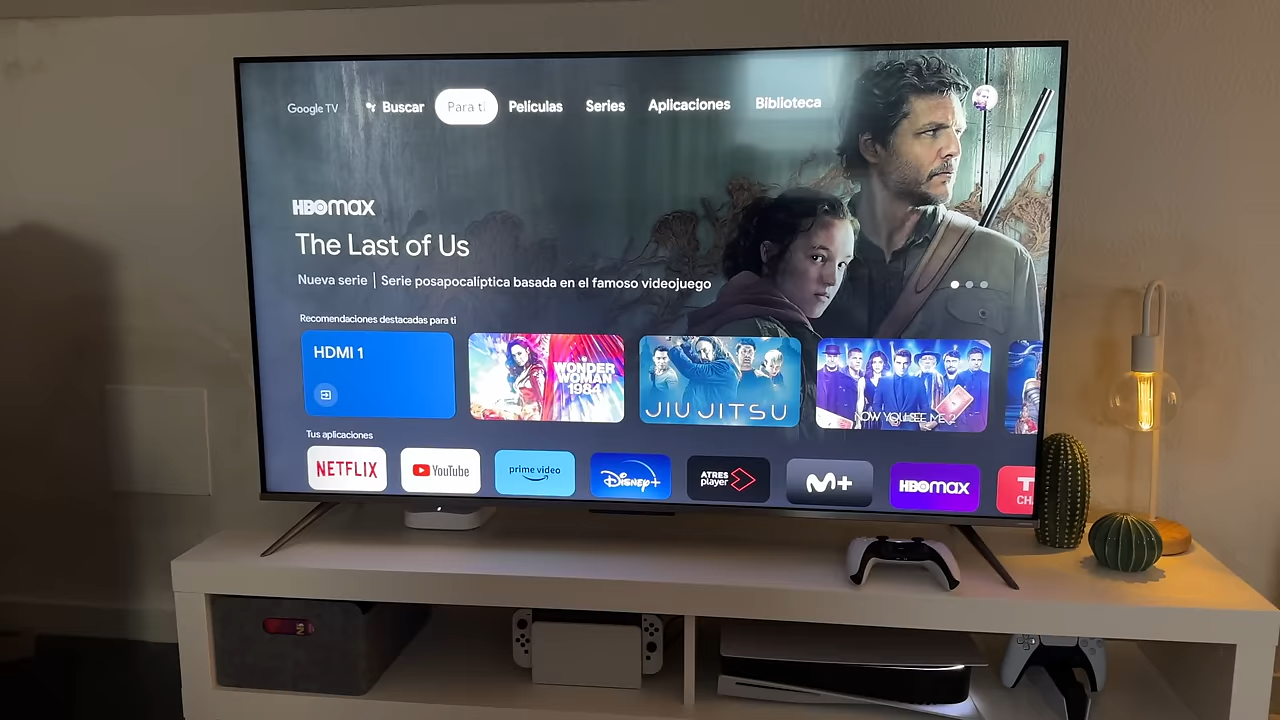 Google TV Buscar Para ti Películas Series Aplicaciones Biblioteca
HBOmax
The Last of Us
Nueva serie | Serie posapocalíptica basada en el famoso videojuego
Recomendaciones destacadas para ti
HDMI 1
WONDER
WOMAN
1984
JIU JITSU
NOW YOU SEE ME 2
Tus aplicaciones
NETFLIX
YouTube
prime video
Disney+
ATRES
player
M+
HBOmax